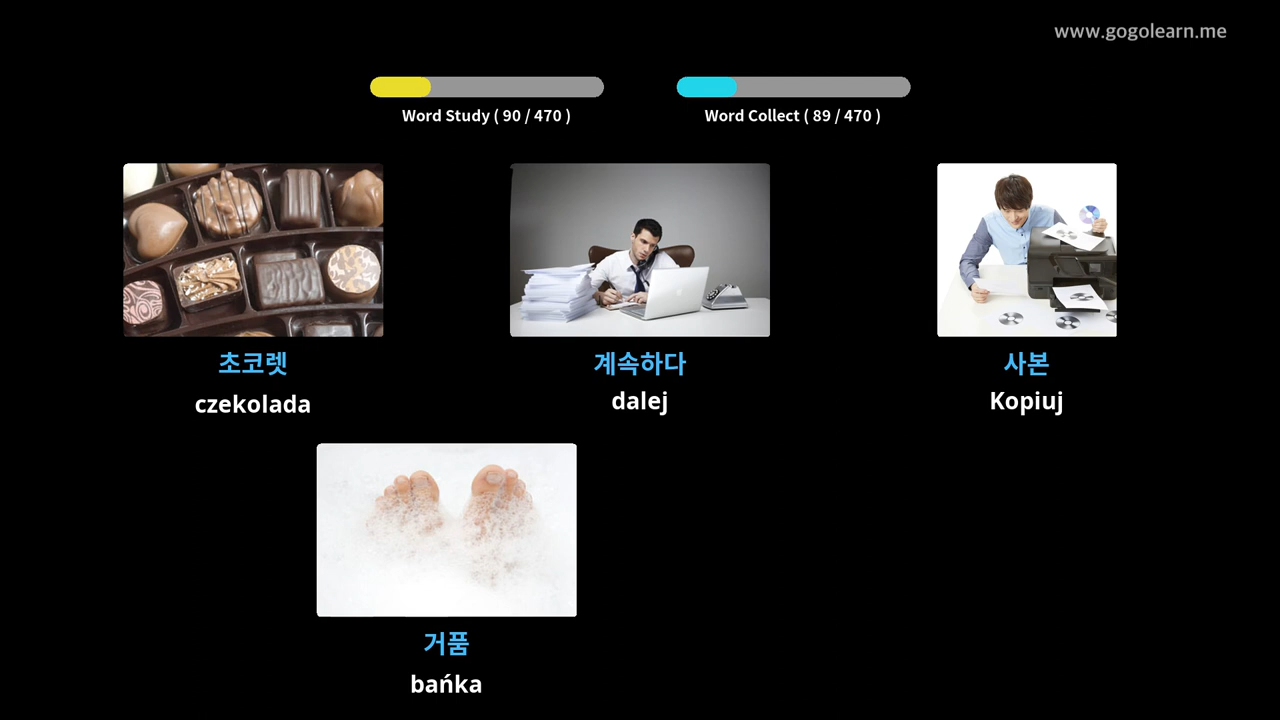 www.gogolearn.me
Word Study ( 90 / 470 )
Word Collect ( 89 / 470 )
초코렛
czekolada
계속하다
dalej
사본
Kopiuj
거품
bańka